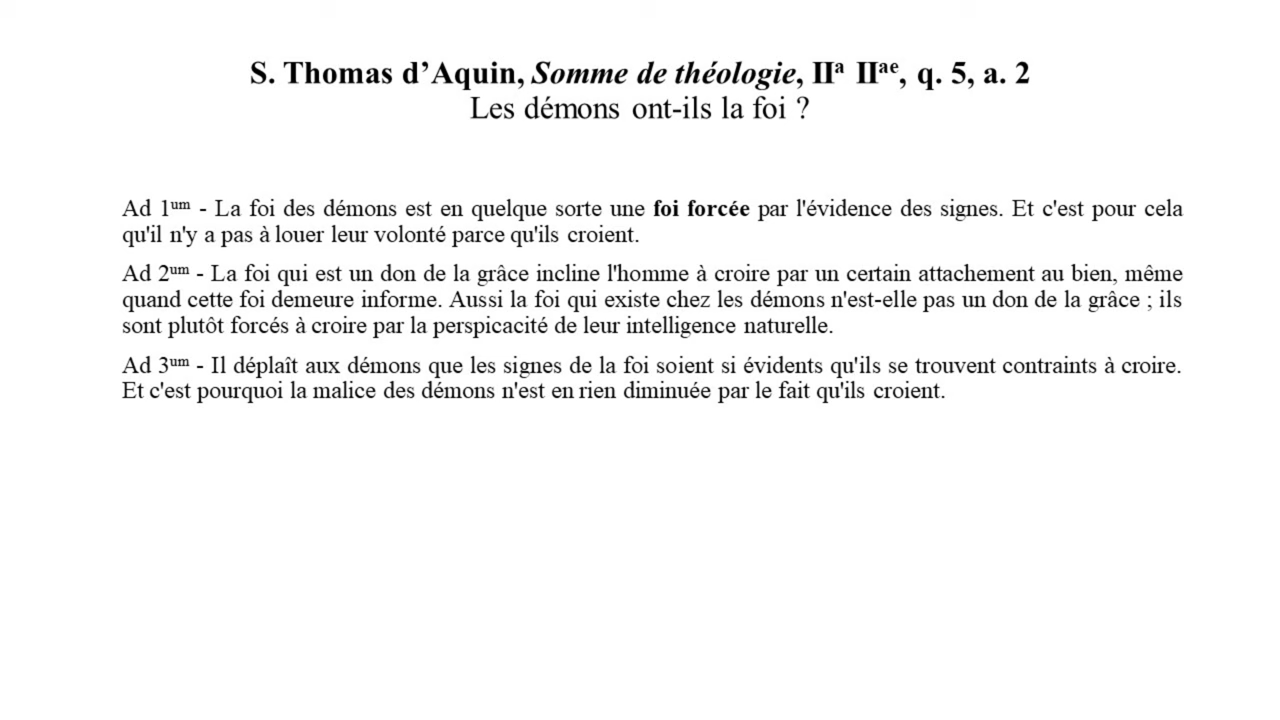 S. Thomas d’Aquin, Somme de théologie, IIª IIᵃᵉ, q. 5, a. 2
Les démons ont-ils la foi ?
Ad 1ᵘᵐ - La foi des démons est en quelque sorte une foi forcée par l'évidence des signes. Et c'est pour cela
qu'il n'y a pas à louer leur volonté parce qu'ils croient.
Ad 2ᵘᵐ - La foi qui est un don de la grâce incline l'homme à croire par un certain attachement au bien, même
quand cette foi demeure informe. Aussi la foi qui existe chez les démons n'est-elle pas un don de la grâce ; ils
sont plutôt forcés à croire par la perspicacité de leur intelligence naturelle.
Ad 3ᵘᵐ - Il déplaît aux démons que les signes de la foi soient si évidents qu'ils se trouvent contraints à croire.
Et c'est pourquoi la malice des démons n'est en rien diminuée par le fait qu'ils croient.